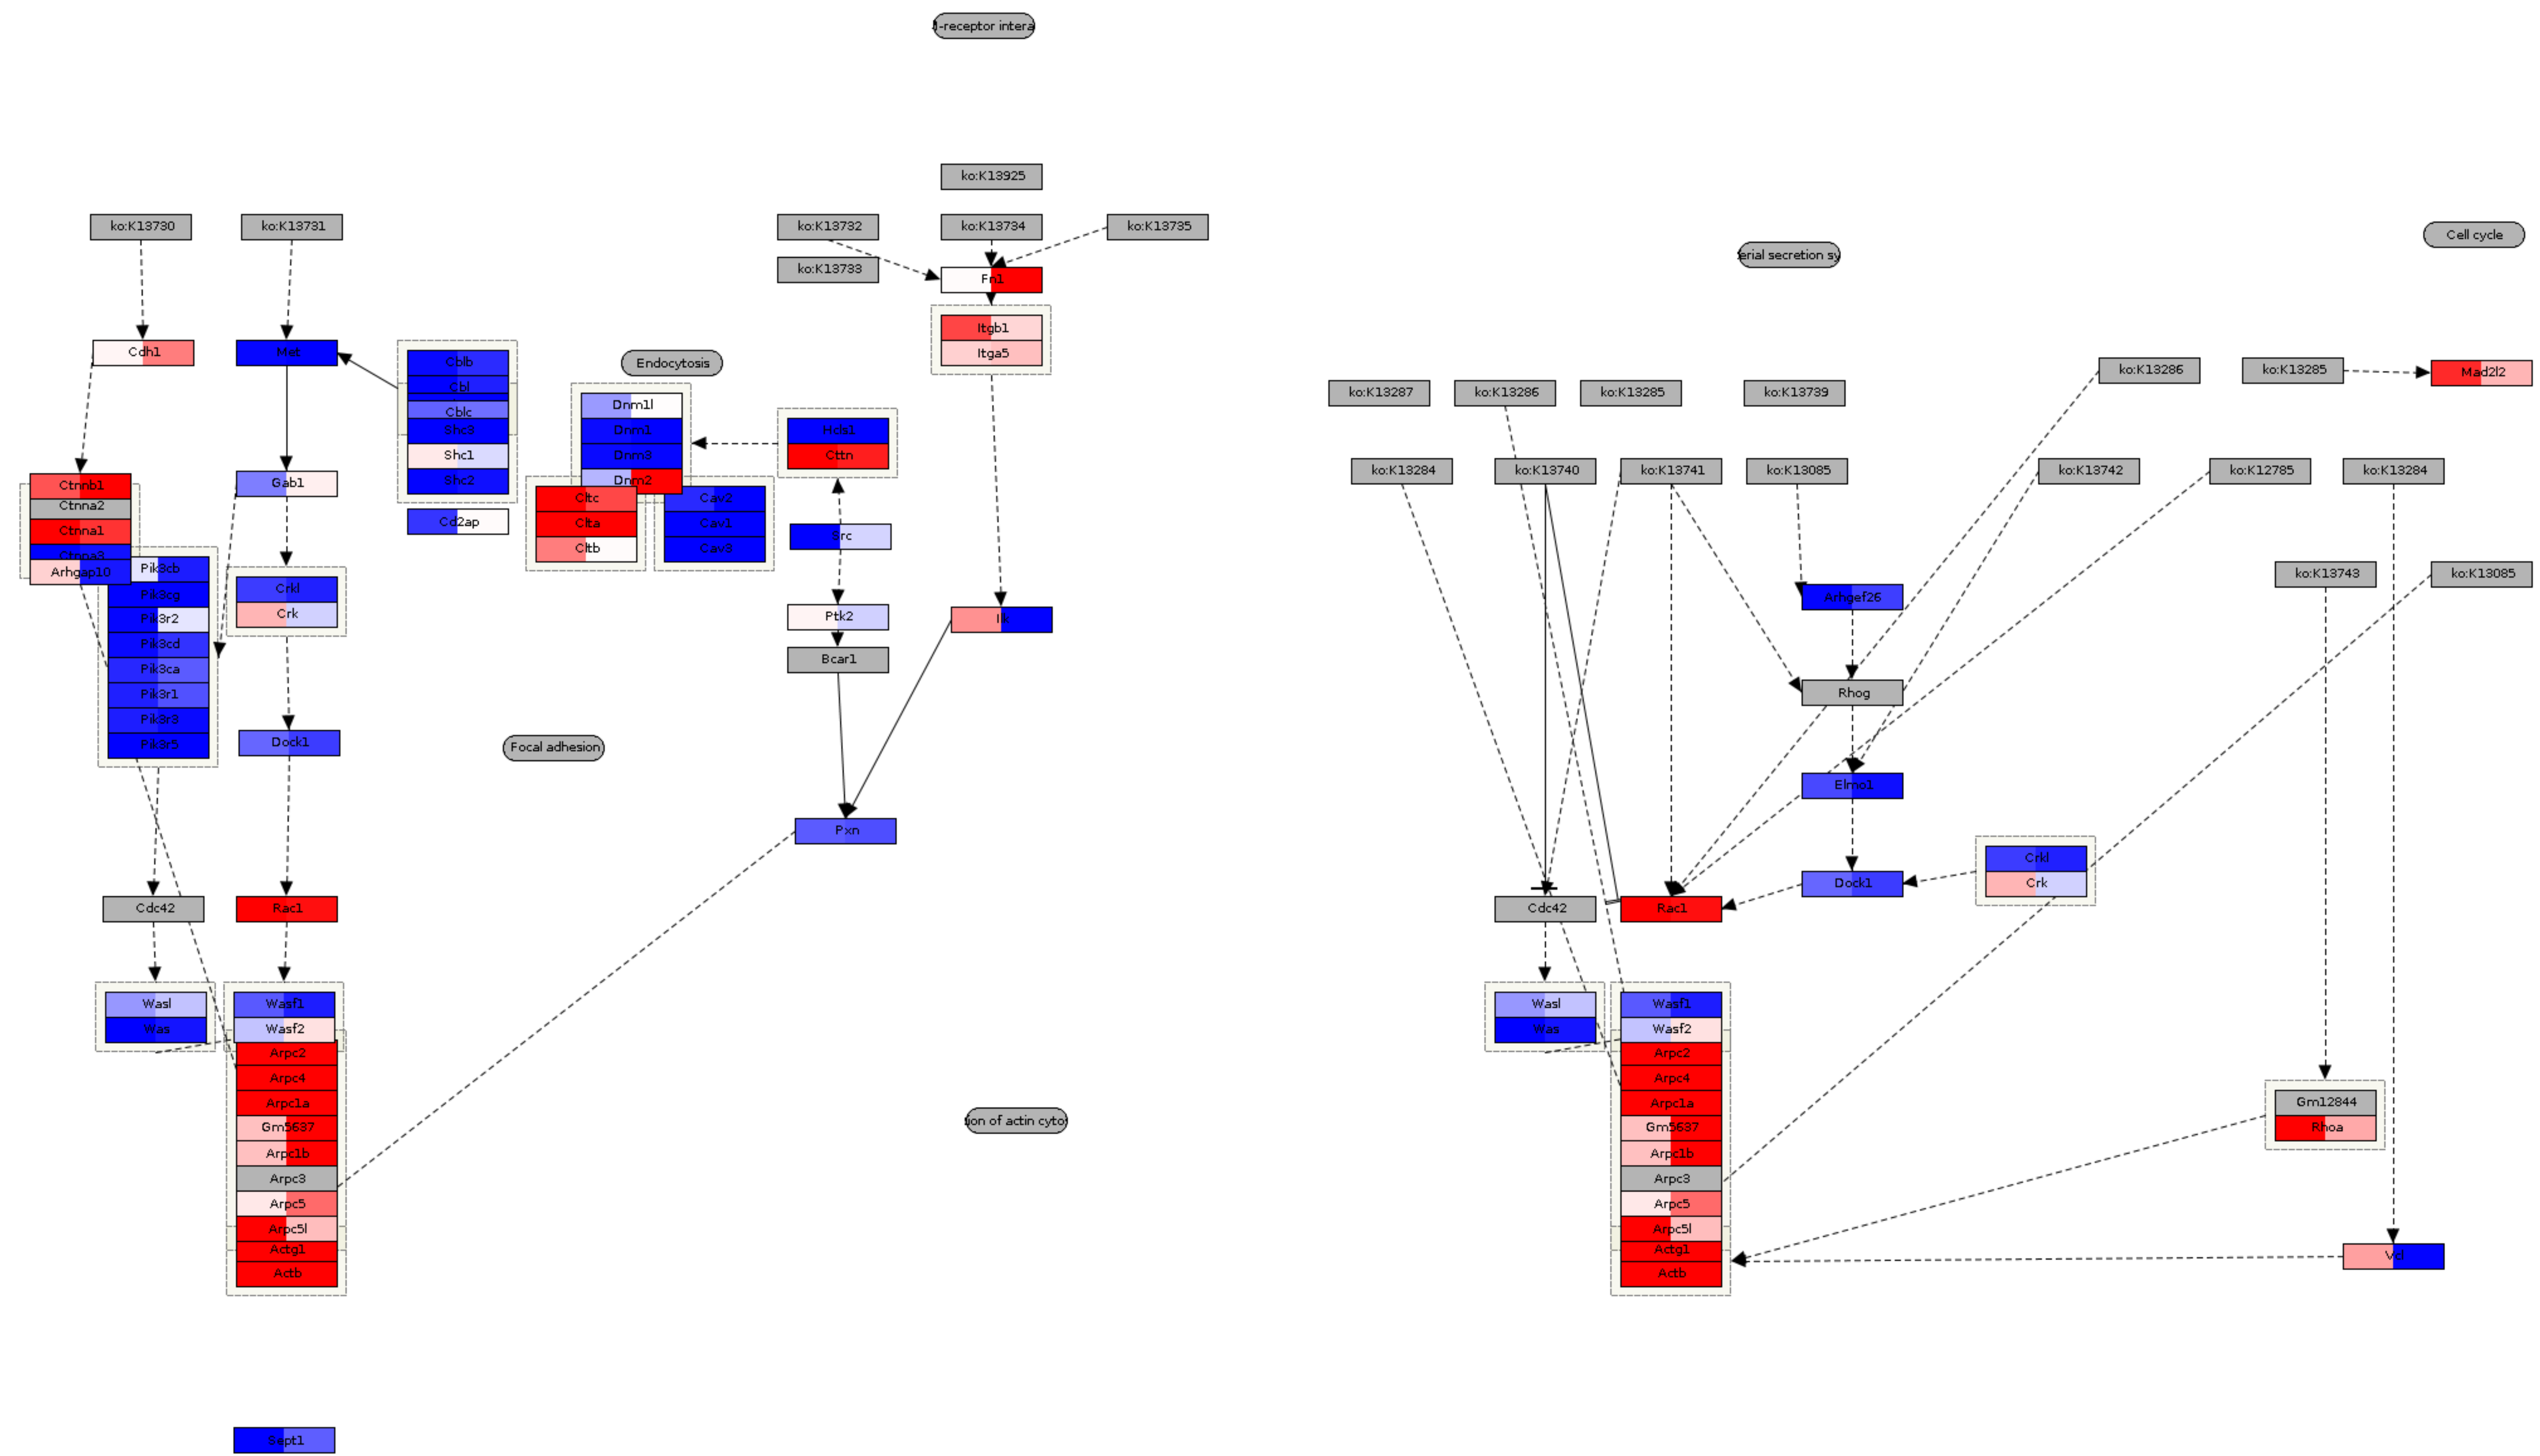 -receptor intera
ko:K13925
ko:K13730
ko:K13731
ko:K13732
ko:K13734
ko:K13735
Cell cycle
erial secretion sy
ko:K13733
Fn1
Itgb1
Itga5
Cdh1
Met
Cblb
Cbl
Cblc
Shc3
Shc1
Shc2
Cd2ap
Endocytosis
Dnm1l
Dnm1
Dnm3
Dnm2
Hcls1
Cttn
Cltc
Clta
Cltb
Cav2
Cav1
Cav3
Src
Ptk2
Bcar1
Ilk
Ctnnb1
Ctnna2
Ctnna1
Ctnna3
Arhgap10
Pik3cb
Pik3cg
Pik3r2
Pik3cd
Pik3ca
Pik3r1
Pik3r3
Pik3r5
Gab1
Crkl
Crk
Dock1
Focal adhesion
Pxn
Cdc42
Rac1
Wasl
Was
Wasf1
Wasf2
Arpc2
Arpc4
Arpc1a
Gm5637
Arpc1b
Arpc3
Arpc5
Arpc5l
Actg1
Actb
Sept1
ion of actin cyto
ko:K13287
ko:K13286
ko:K13285
ko:K13739
ko:K13286
ko:K13285
Mad2l2
ko:K13284
ko:K13740
ko:K13741
ko:K13085
ko:K13742
ko:K12785
ko:K13284
ko:K13743
ko:K13085
Arhgef26
Rhog
Elmo1
Dock1
Crkl
Crk
Cdc42
Rac1
Wasl
Was
Wasf1
Wasf2
Arpc2
Arpc4
Arpc1a
Gm5637
Arpc1b
Arpc3
Arpc5
Arpc5l
Actg1
Actb
Gm12844
Rhoa
Vcl